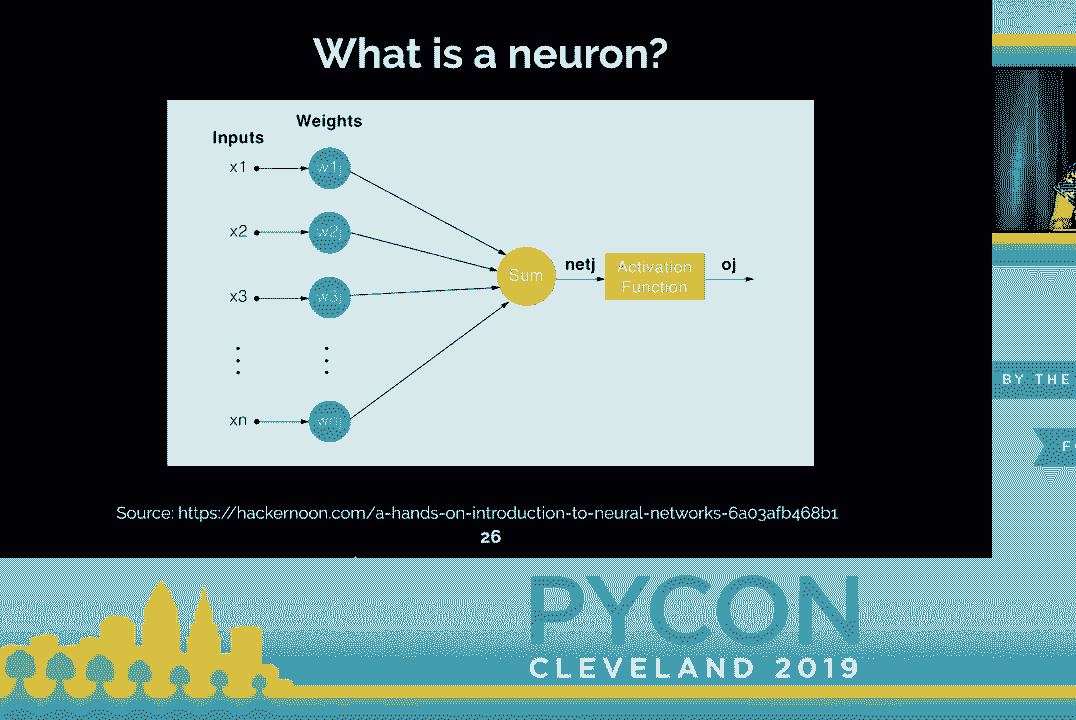 What is a neuron?
Weights
Inputs
x1
w1j
x2
w2j
x3
w3j
xn
wnj
Sum
netj
Activation
Function
oj
Source: https://hackernoon.com/a-hands-on-introduction-to-neural-networks-6a03afb468b1
26
BY THE
PYCON
CLEVELAND 2019